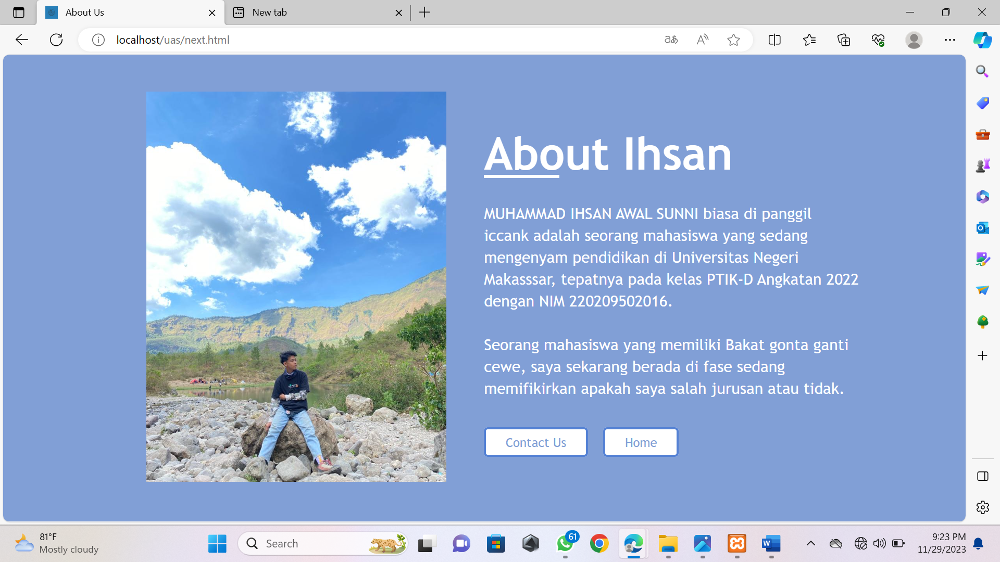 About Us
New tab
localhost/uas/next.html
About Ihsan
MUHAMMAD IHSAN AWAL SUNNI biasa di panggil
iccank adalah seorang mahasiswa yang sedang
mengenyam pendidikan di Universitas Negeri
Makasssar, tepatnya pada kelas PTIK-D Angkatan 2022
dengan NIM 220209502016.
Seorang mahasiswa yang memiliki Bakat gonta ganti
cewe, saya sekarang berada di fase sedang
memifikirkan apakah saya salah jurusan atau tidak.
Contact Us
Home
81°F
Mostly cloudy
Search
61
9:23 PM
11/29/2023